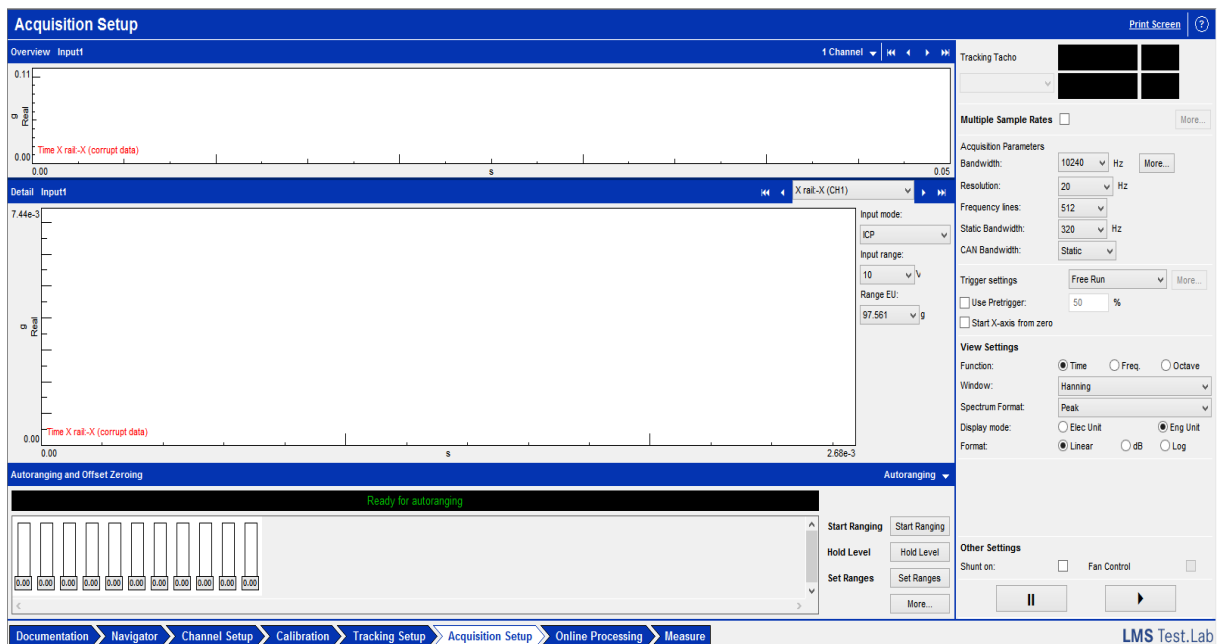 Acquisition Setup
Print Screen
?
Overview Input1
1 Channel
0.11
g
Real
Time X rail:-X (corrupt data)
0.00
0.00
s
0.05
Detail Input1
X rail:-X (CH1)
7.44e-3
g
Real
Time X rail:-X (corrupt data)
0.00
0.00
s
2.68e-3
Input mode:
ICP
Input range:
10 V
Range EU:
97.561 g
Autoranging and Offset Zeroing
Autoranging
Ready for autoranging
0.00 0.00 0.00 0.00 0.00 0.00 0.00 0.00 0.00 0.00 0.00
Start Ranging Start Ranging
Hold Level Hold Level
Set Ranges Set Ranges
More...
Tracking Tacho
Multiple Sample Rates More...
Acquisition Parameters
Bandwidth: 10240 Hz More...
Resolution: 20 Hz
Frequency lines: 512
Static Bandwidth: 320 Hz
CAN Bandwidth: Static
Trigger settings Free Run More...
Use Pretrigger: 50 %
Start X-axis from zero
View Settings
Function: Time Freq. Octave
Window: Hanning
Spectrum Format: Peak
Display mode: Elec Unit Eng Unit
Format: Linear dB Log
Other Settings
Shunt on: Fan Control
Documentation Navigator Channel Setup Calibration Tracking Setup Acquisition Setup Online Processing Measure
LMS Test.Lab